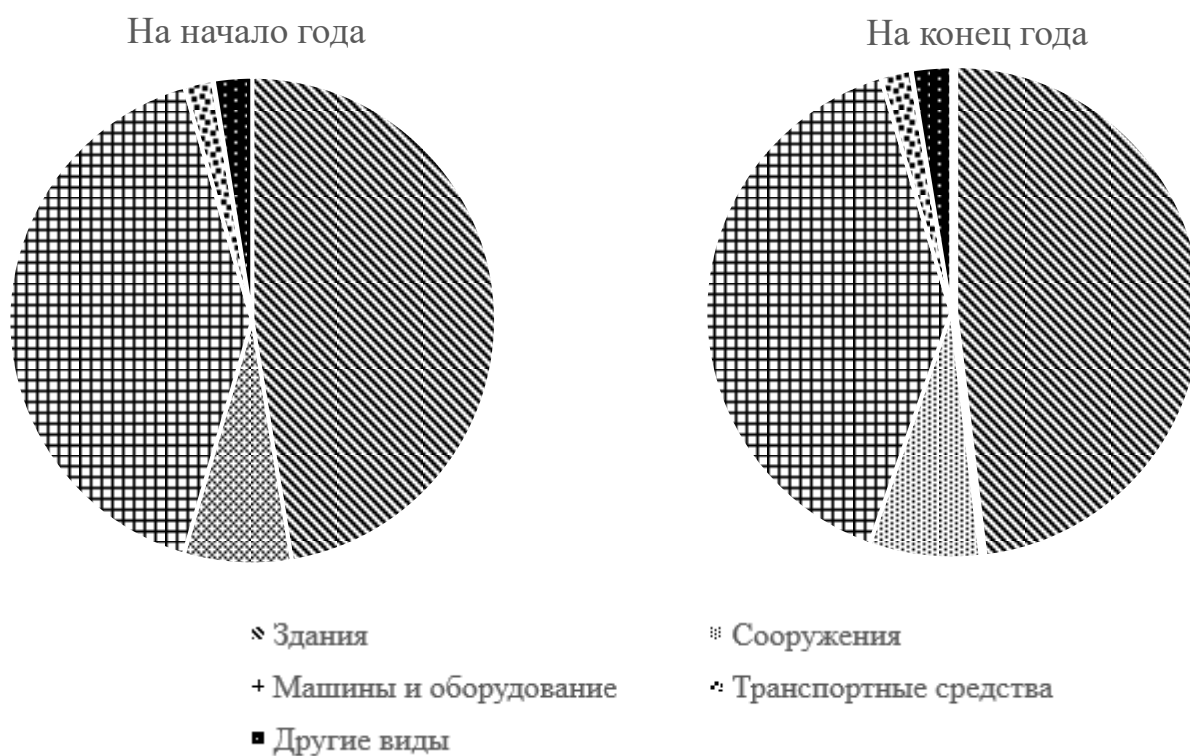 На начало года
На конец года
Здания
Сооружения
Машины и оборудование
Транспортные средства
Другие виды